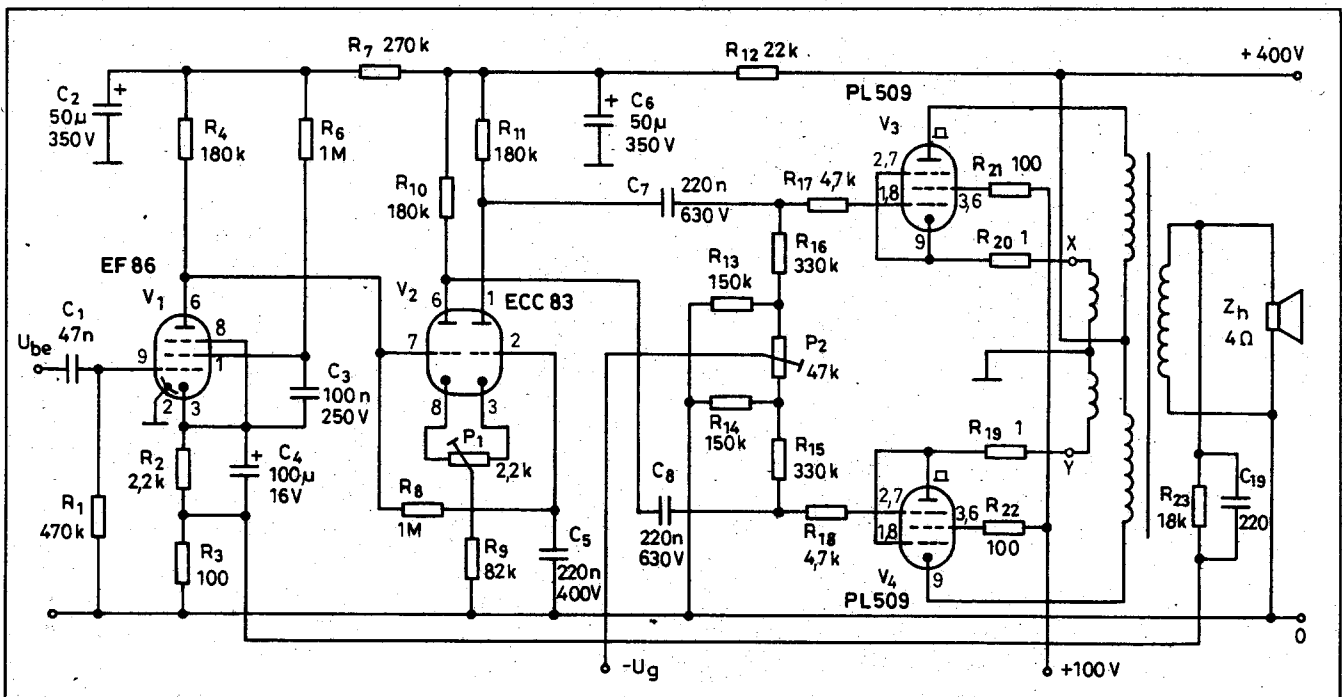 R7 270k
R12 22k
+400V
C2
50µ
350V
R4
180k
R6
1M
R11
180k
C6
50µ
350V
PL509
V3
R10
180k
C7
220n
630V
R17 4,7k
2,7
1,8
3,6
9
R21 100
R20 1
X
EF86
V1
6
8
1
9
2
3
C1
47n
Ube
C3
100n
250V
V2
ECC83
6
1
7
2
8
3
P1
2,2k
R13
150k
R16
330k
P2
47k
R14
150k
R15
330k
Zh
4Ω
R1
470k
R2
2,2k
C4
100µ
16V
R3
100
R8
1M
R9
82k
C5
220n
400V
C8
220n
630V
R18
4,7k
R19 1
Y
2,7
1,8
3,6
9
R22
100
V4
PL509
R23
18k
C19
220
0
-Ug
+100V